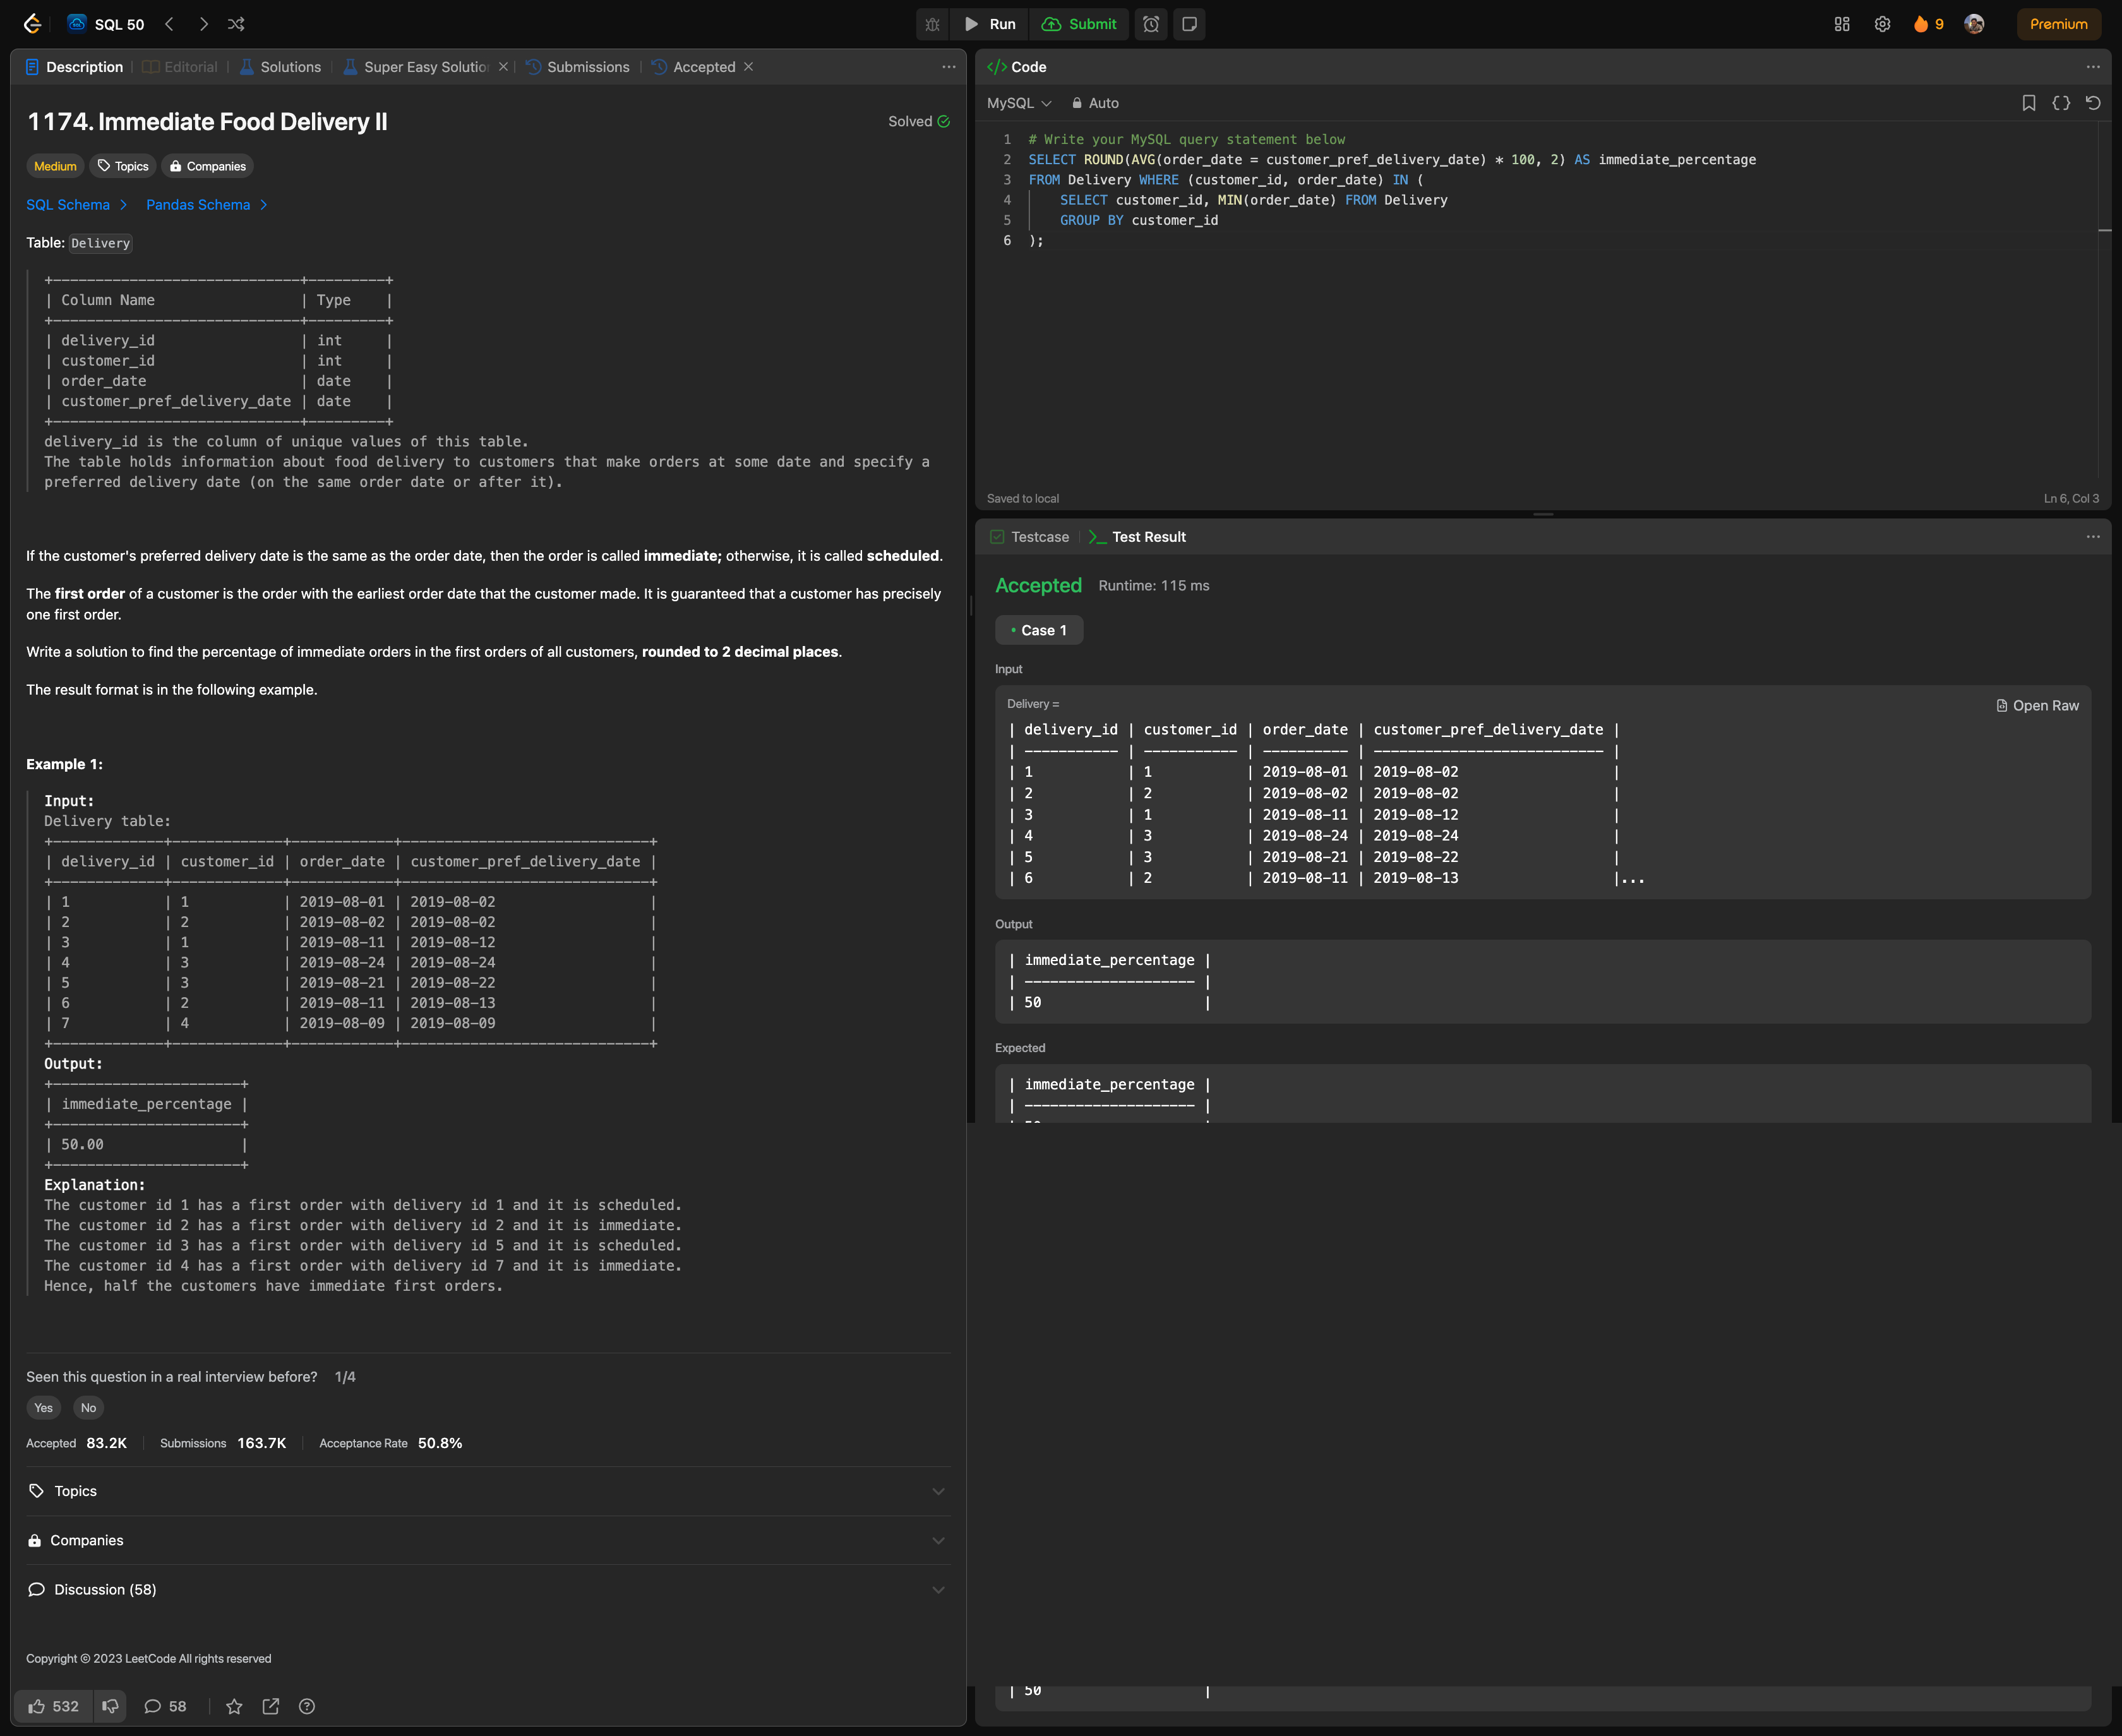 SQL 50
Run
Submit
9
Premium
Description
Editorial
Solutions
Super Easy Solutio
Submissions
Accepted
1174. Immediate Food Delivery II
Solved
Medium
Topics
Companies
SQL Schema >
Pandas Schema >
Table: Delivery
+-----------------------------+---------+
| Column Name                 | Type    |
+-----------------------------+---------+
| delivery_id                 | int     |
| customer_id                 | int     |
| order_date                  | date    |
| customer_pref_delivery_date | date    |
+-----------------------------+---------+
delivery_id is the column of unique values of this table.
The table holds information about food delivery to customers that make orders at some date and specify a
preferred delivery date (on the same order date or after it).
If the customer's preferred delivery date is the same as the order date, then the order is called immediate; otherwise, it is called scheduled.
The first order of a customer is the order with the earliest order date that the customer made. It is guaranteed that a customer has precisely
one first order.
Write a solution to find the percentage of immediate orders in the first orders of all customers, rounded to 2 decimal places.
The result format is in the following example.
Example 1:
Input:
Delivery table:
+-------------+-------------+------------+-----------------------------+
| delivery_id | customer_id | order_date | customer_pref_delivery_date |
+-------------+-------------+------------+-----------------------------+
| 1           | 1           | 2019-08-01 | 2019-08-02                  |
| 2           | 2           | 2019-08-02 | 2019-08-02                  |
| 3           | 1           | 2019-08-11 | 2019-08-12                  |
| 4           | 3           | 2019-08-24 | 2019-08-24                  |
| 5           | 3           | 2019-08-21 | 2019-08-22                  |
| 6           | 2           | 2019-08-11 | 2019-08-13                  |
| 7           | 4           | 2019-08-09 | 2019-08-09                  |
+-------------+-------------+------------+-----------------------------+
Output:
+----------------------+
| immediate_percentage |
+----------------------+
| 50.00                |
+----------------------+
Explanation:
The customer id 1 has a first order with delivery id 1 and it is scheduled.
The customer id 2 has a first order with delivery id 2 and it is immediate.
The customer id 3 has a first order with delivery id 5 and it is scheduled.
The customer id 4 has a first order with delivery id 7 and it is immediate.
Hence, half the customers have immediate first orders.
Seen this question in a real interview before? 1/4
Yes No
Accepted 83.2K Submissions 163.7K Acceptance Rate 50.8%
Topics
Companies
Discussion (58)
Copyright © 2023 LeetCode All rights reserved
532
58
</> Code
MySQL
Auto
1 # Write your MySQL query statement below
2 SELECT ROUND(AVG(order_date = customer_pref_delivery_date) * 100, 2) AS immediate_percentage
3 FROM Delivery WHERE (customer_id, order_date) IN (
4     SELECT customer_id, MIN(order_date) FROM Delivery
5     GROUP BY customer_id
6 );
Saved to local
Ln 6, Col 3
Testcase
>_ Test Result
Accepted Runtime: 115 ms
• Case 1
Input
Delivery =
Open Raw
| delivery_id | customer_id | order_date | customer_pref_delivery_date |
| ----------- | ----------- | ---------- | --------------------------- |
| 1           | 1           | 2019-08-01 | 2019-08-02                  |
| 2           | 2           | 2019-08-02 | 2019-08-02                  |
| 3           | 1           | 2019-08-11 | 2019-08-12                  |
| 4           | 3           | 2019-08-24 | 2019-08-24                  |
| 5           | 3           | 2019-08-21 | 2019-08-22                  |
| 6           | 2           | 2019-08-11 | 2019-08-13                  |...
Output
| immediate_percentage |
| -------------------- |
| 50                   |
Expected
| immediate_percentage |
| -------------------- |
| 50                   |